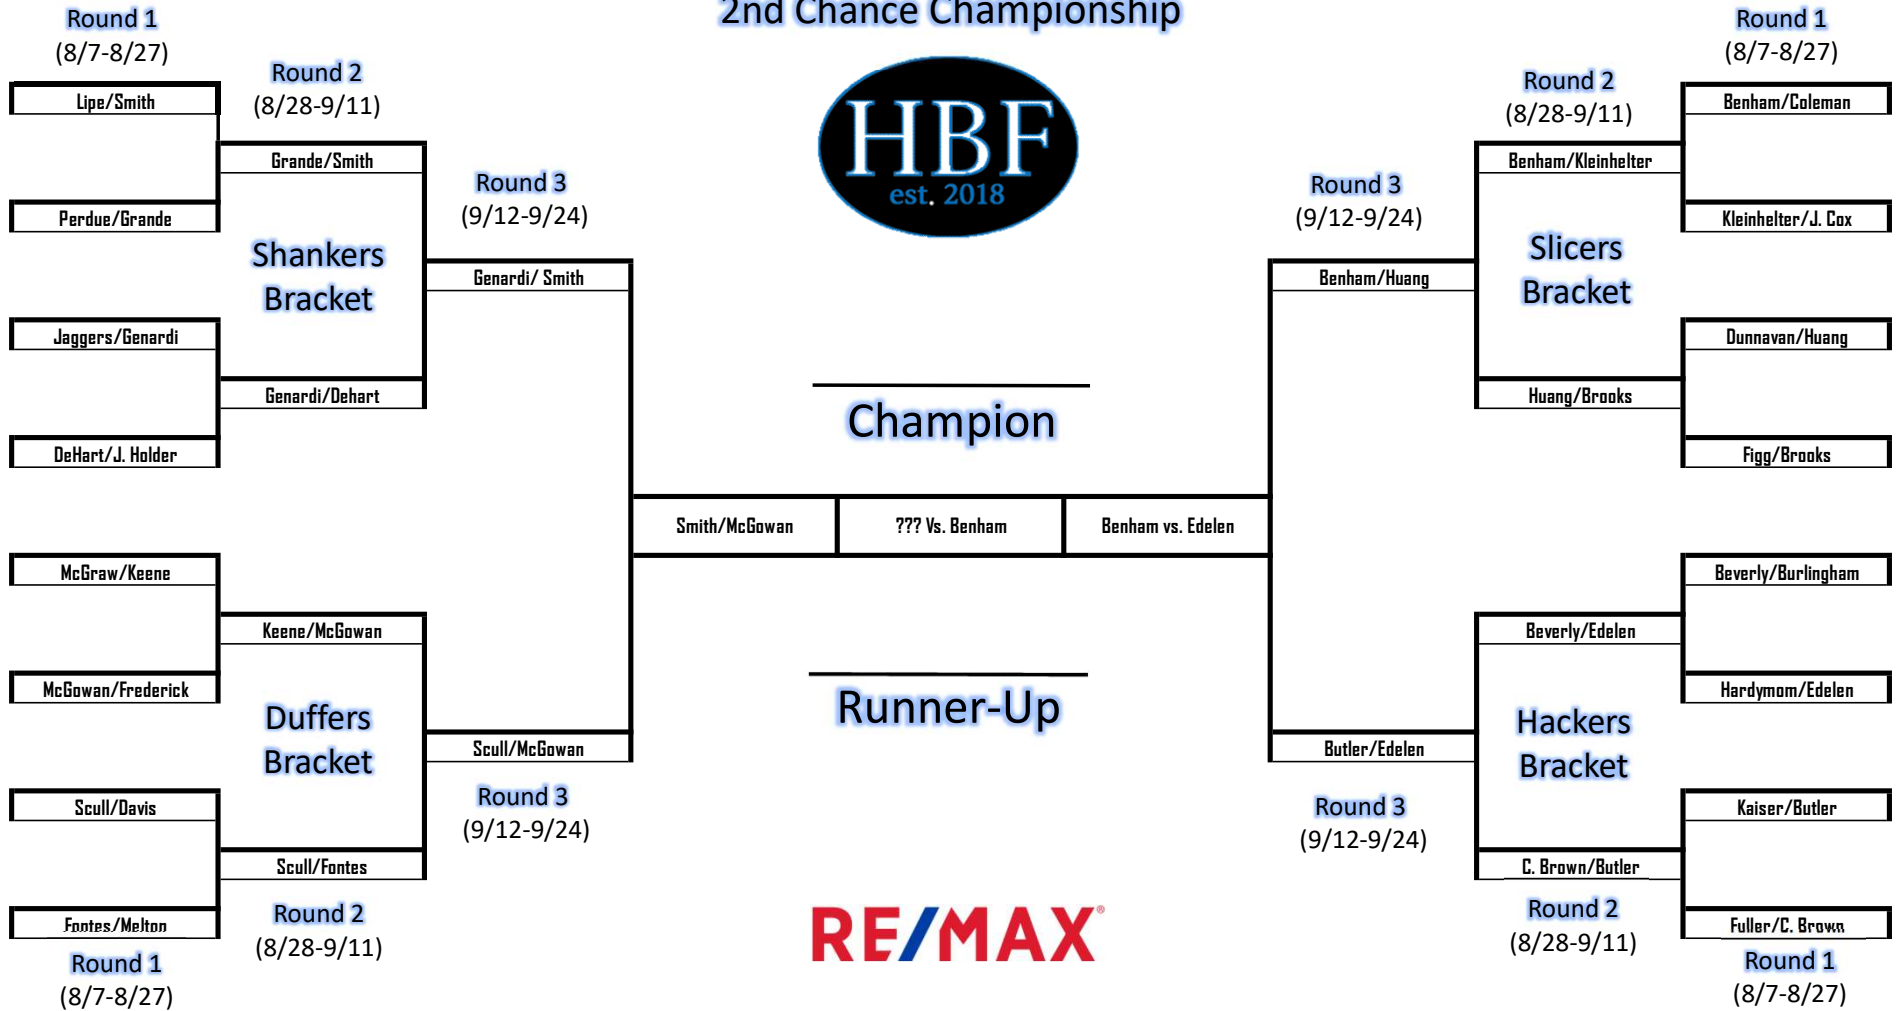 2nd Chance Championship
Round 1
(8/7-8/27)
Round 2
(8/28-9/11)
Lipe/Smith
Grande/Smith
Perdue/Grande
Round 3
(9/12-9/24)
Shankers
Bracket
Genardi/ Smith
Jaggers/Genardi
Genardi/Dehart
DeHart/J. Holder
McGraw/Keene
Keene/McGowan
McGowan/Frederick
Duffers
Bracket
Scull/McGowan
Round 3
(9/12-9/24)
Scull/Davis
Scull/Fontes
Fontes/Melton
Round 2
(8/28-9/11)
Round 1
(8/7-8/27)
HBF
est. 2018
Champion
Smith/McGowan
??? Vs. Benham
Benham vs. Edelen
Runner-Up
RE/MAX®
Round 1
(8/7-8/27)
Round 2
(8/28-9/11)
Benham/Coleman
Benham/Kleinhelter
Round 3
(9/12-9/24)
Kleinhelter/J. Cox
Slicers
Bracket
Benham/Huang
Dunnavan/Huang
Huang/Brooks
Figg/Brooks
Beverly/Burlingham
Beverly/Edelen
Hardymom/Edelen
Hackers
Bracket
Butler/Edelen
Round 3
(9/12-9/24)
Kaiser/Butler
C. Brown/Butler
Fuller/C. Brown
Round 2
(8/28-9/11)
Round 1
(8/7-8/27)